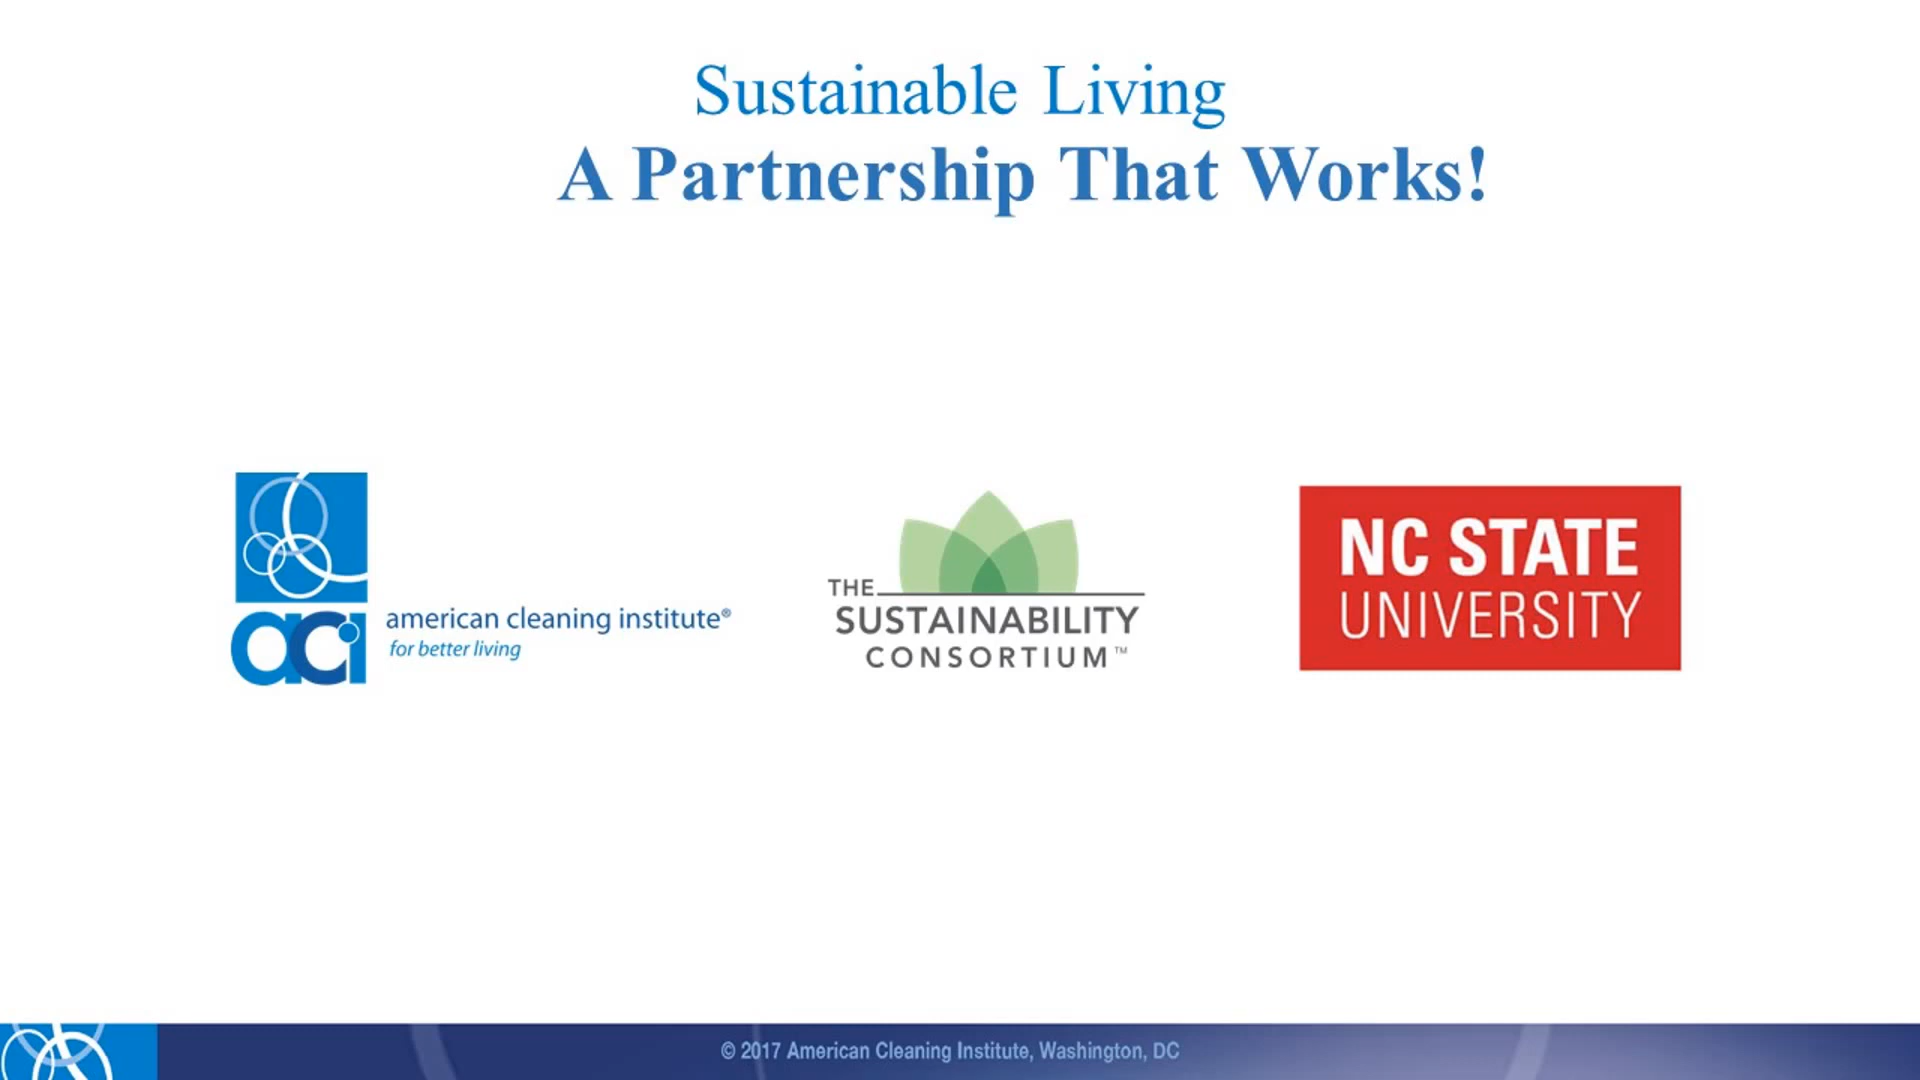 Sustainable Living
A Partnership That Works!
aci
american cleaning institute®
for better living
THE
SUSTAINABILITY
CONSORTIUM™
NC STATE
UNIVERSITY
© 2017 American Cleaning Institute, Washington, DC